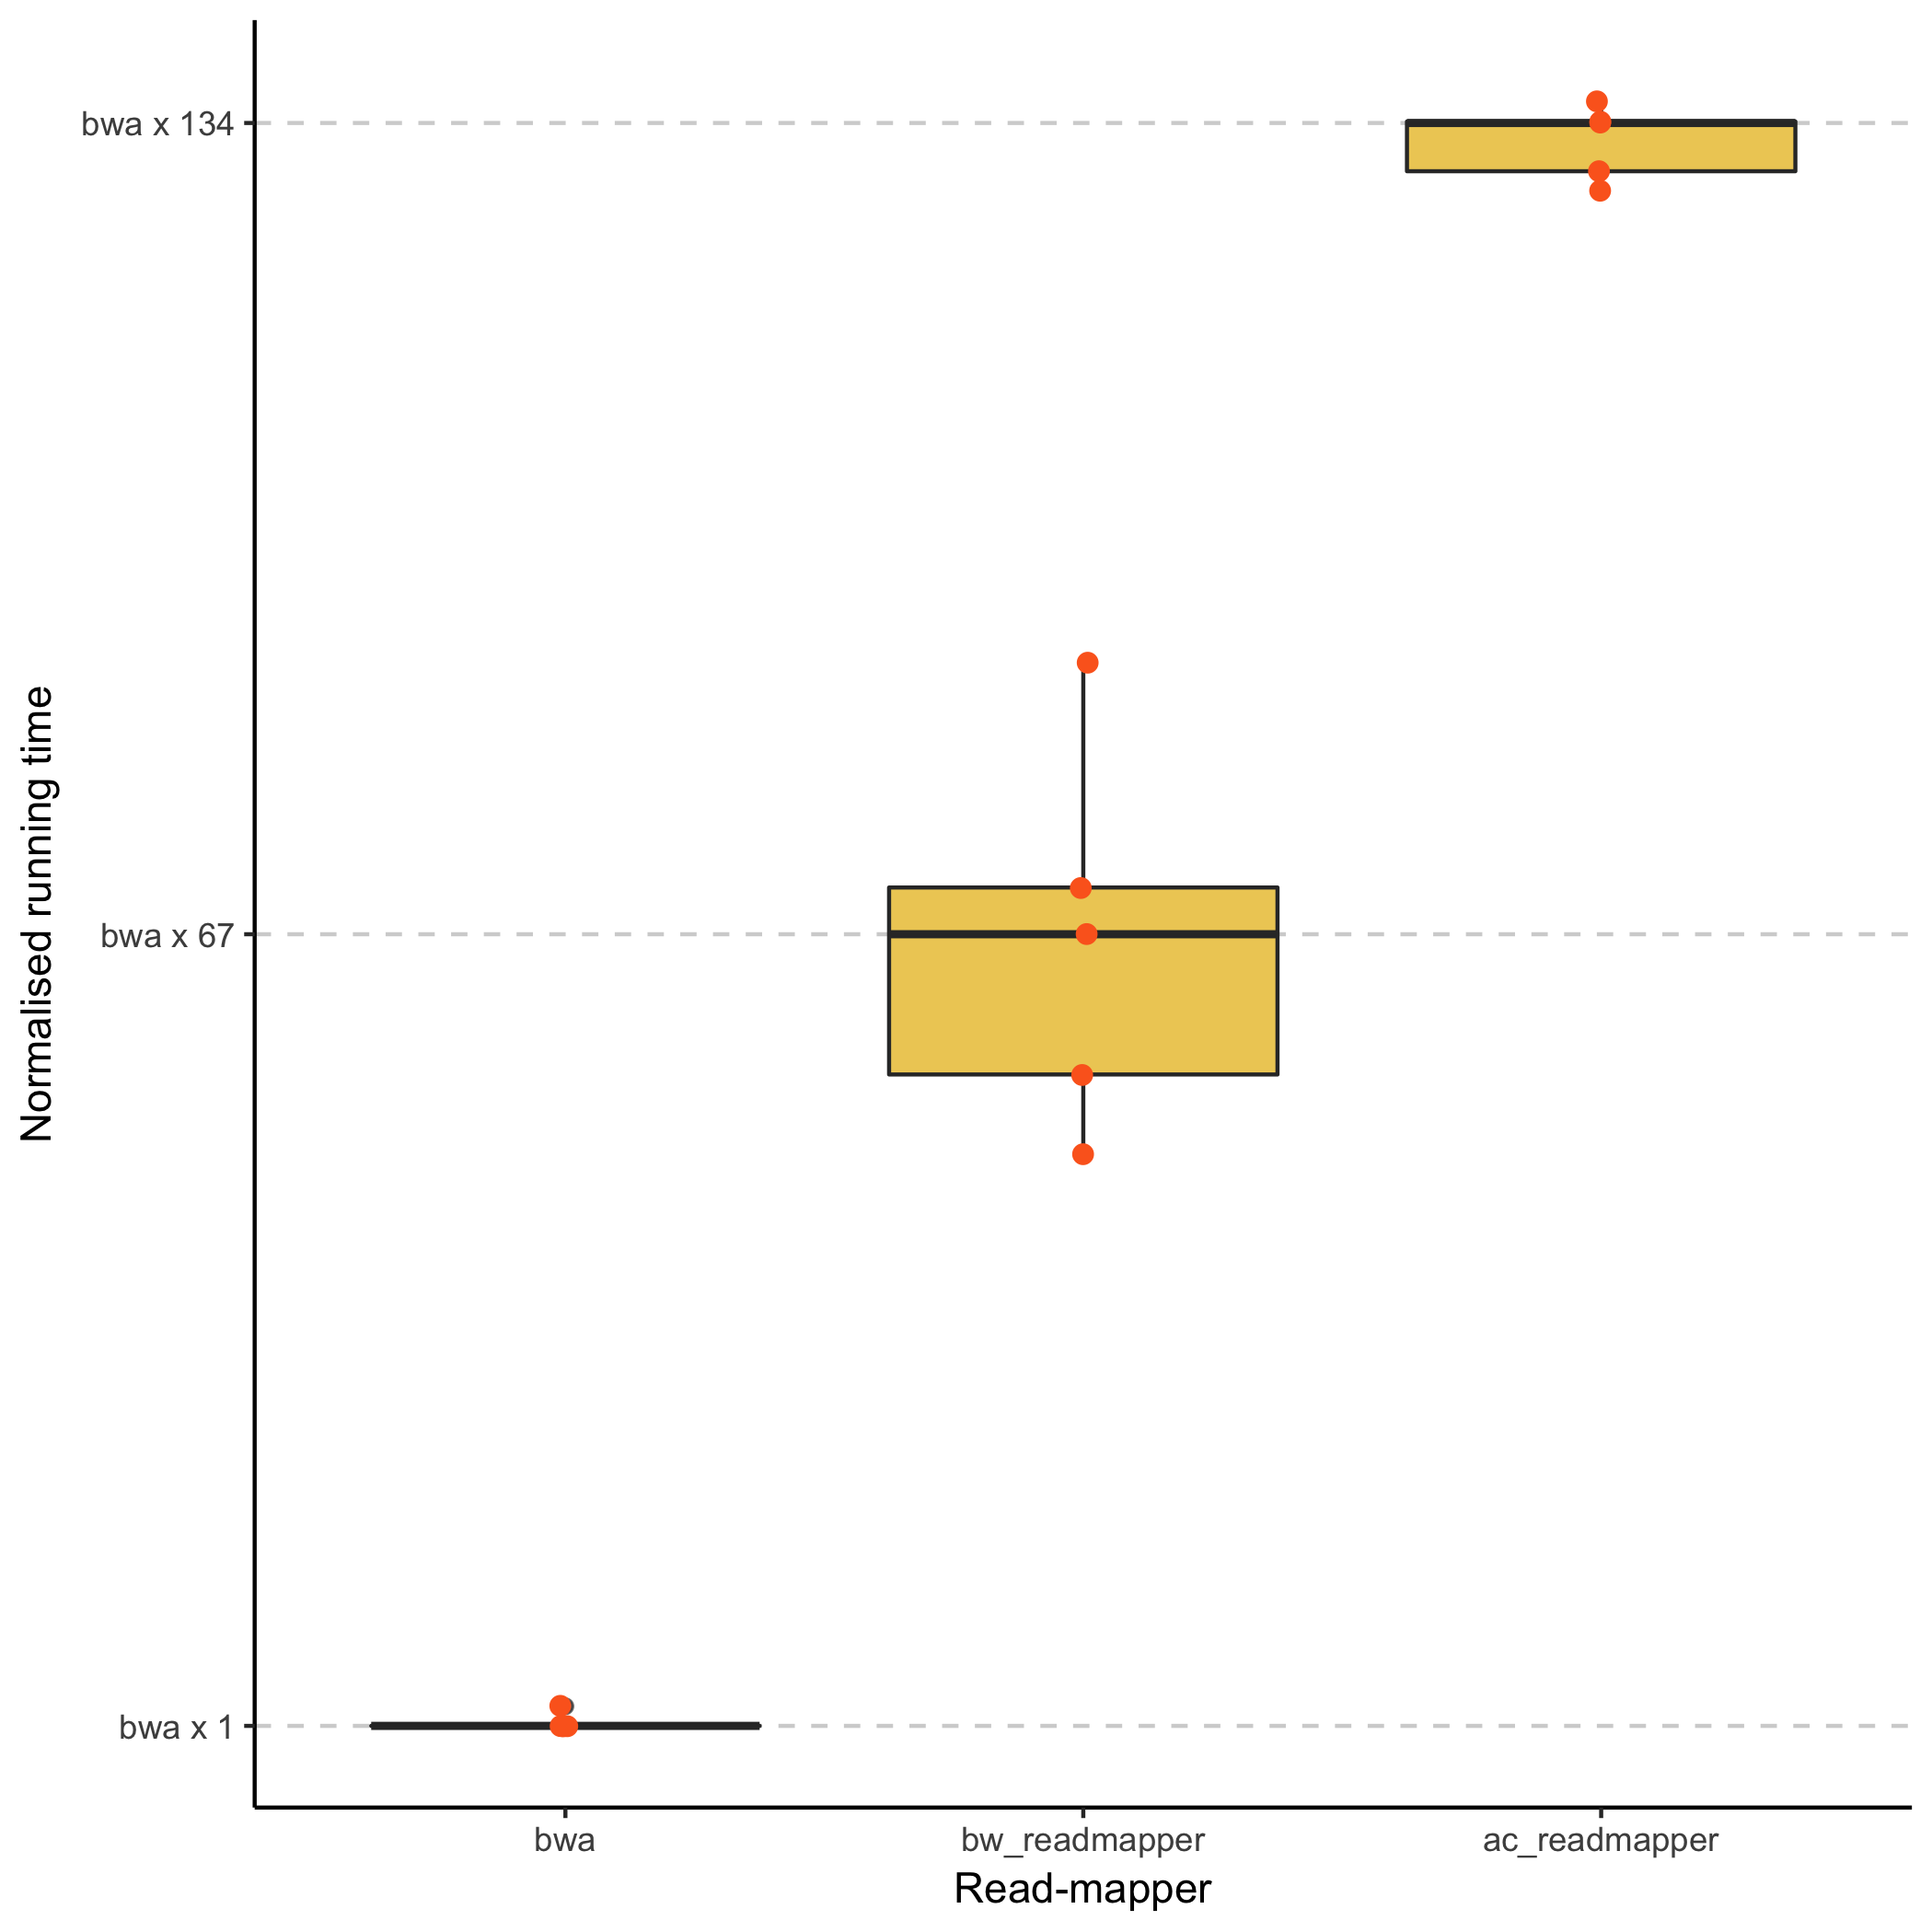 bwa x 134
bwa x 67
bwa x 1
Normalised running time
bwa
bw_readmapper
ac_readmapper
Read-mapper